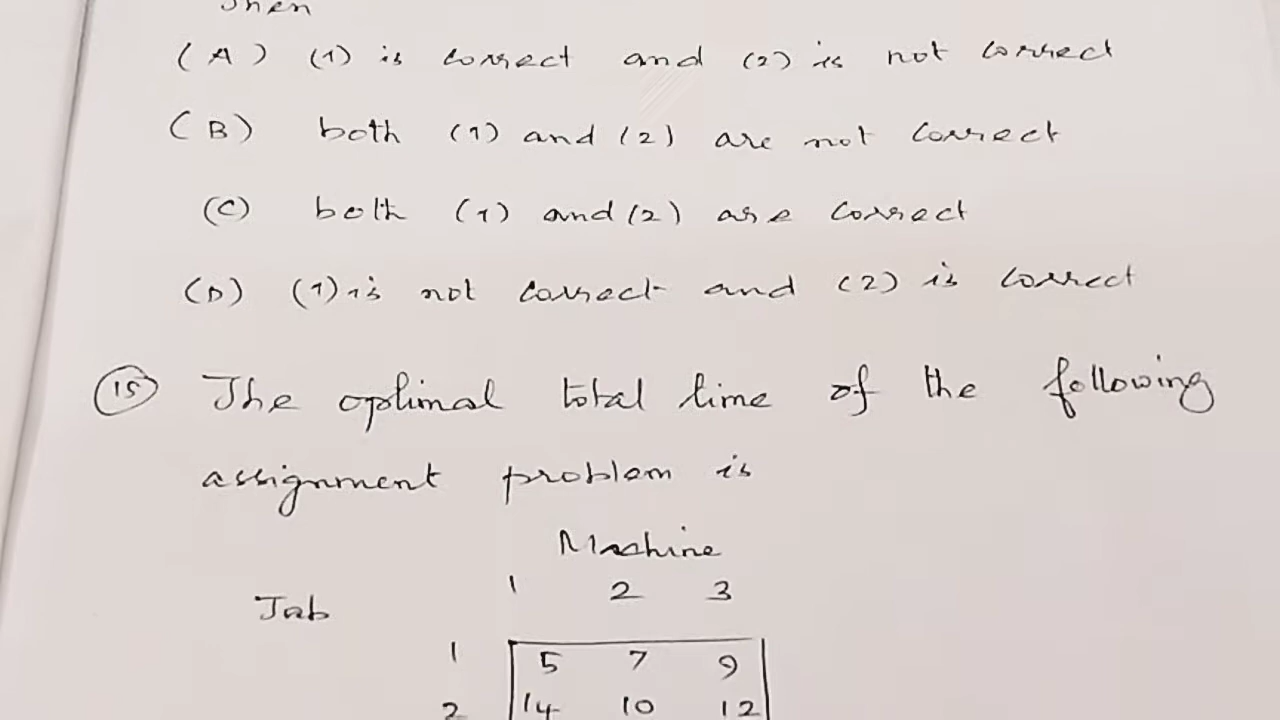 Then
(A) (1) is correct and (2) is not correct
(B) both (1) and (2) are not correct
(C) both (1) and (2) are correct
(D) (1) is not correct and (2) is correct
(15) The optimal total time of the following
assignment problem is
Machine
1 2 3
Job
1 5 7 9
2 14 10 12